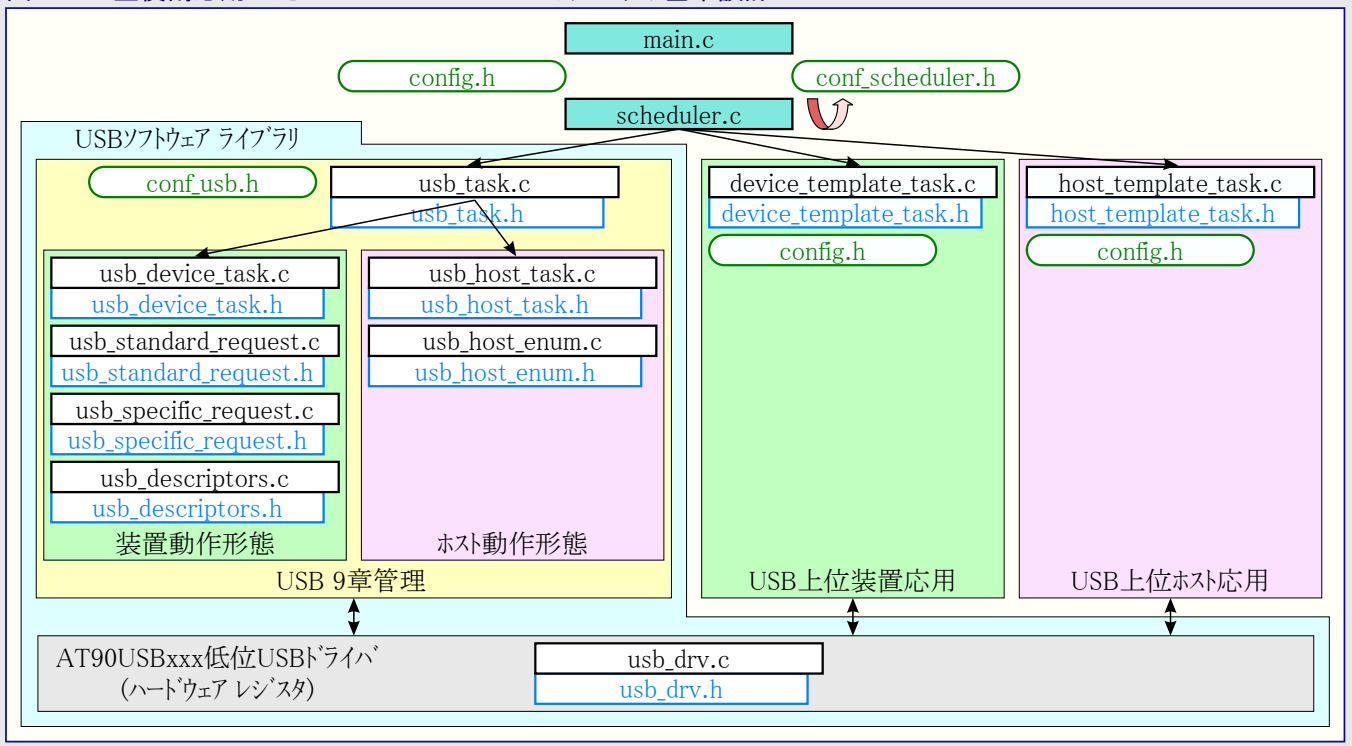 main.c
config.h
conf_scheduler.h
scheduler.c
USBソフトウェア ライブラリ
conf_usb.h
usb_task.c
usb_task.h
device_template_task.c
device_template_task.h
config.h
host_template_task.c
host_template_task.h
config.h
usb_device_task.c
usb_device_task.h
usb_standard_request.c
usb_standard_request.h
usb_specific_request.c
usb_specific_request.h
usb_descriptors.c
usb_descriptors.h
装置動作形態
usb_host_task.c
usb_host_task.h
usb_host_enum.c
usb_host_enum.h
ホスト動作形態
USB 9章管理
USB上位装置応用
USB上位ホスト応用
AT90USBxxx低位USBドライバ
(ハードウェア レジスタ)
usb_drv.c
usb_drv.h